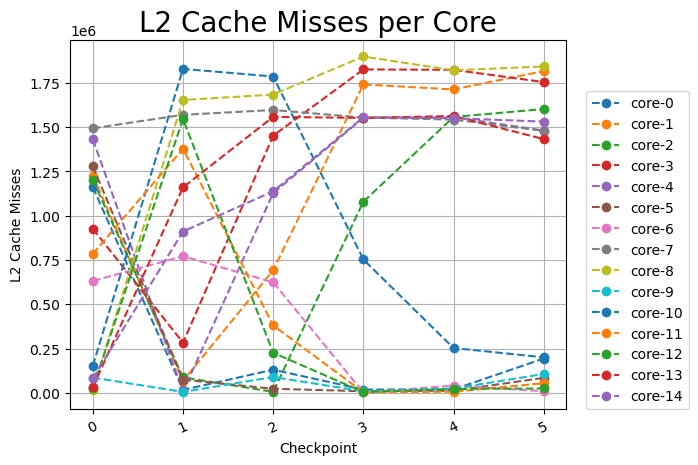 L2 Cache Misses per Core
1e6
1.75
1.50
1.25
1.00
0.75
0.50
0.25
0.00
L2 Cache Misses
0
1
2
3
4
5
Checkpoint
core-0
core-1
core-2
core-3
core-4
core-5
core-6
core-7
core-8
core-9
core-10
core-11
core-12
core-13
core-14